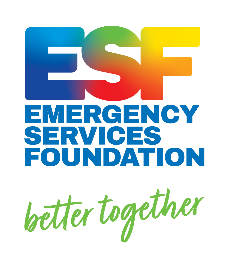 ESF
EMERGENCY
SERVICES
FOUNDATION
better together